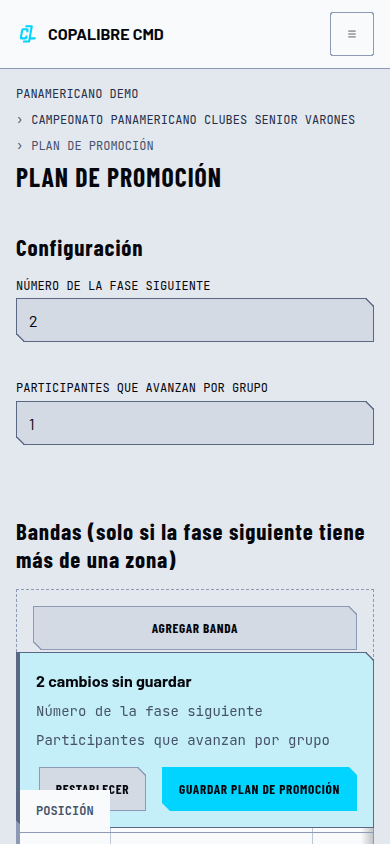 COPALIBRE CMD
PANAMERICANO DEMO
› CAMPEONATO PANAMERICANO CLUBES SENIOR VARONES
› PLAN DE PROMOCIÓN
PLAN DE PROMOCIÓN
Configuración
NÚMERO DE LA FASE SIGUIENTE
2
PARTICIPANTES QUE AVANZAN POR GRUPO
1
Bandas (solo si la fase siguiente tiene
más de una zona)
AGREGAR BANDA
2 cambios sin guardar
Número de la fase siguiente
Participantes que avanzan por grupo
RESTABLECER GUARDAR PLAN DE PROMOCIÓN
POSICIÓN